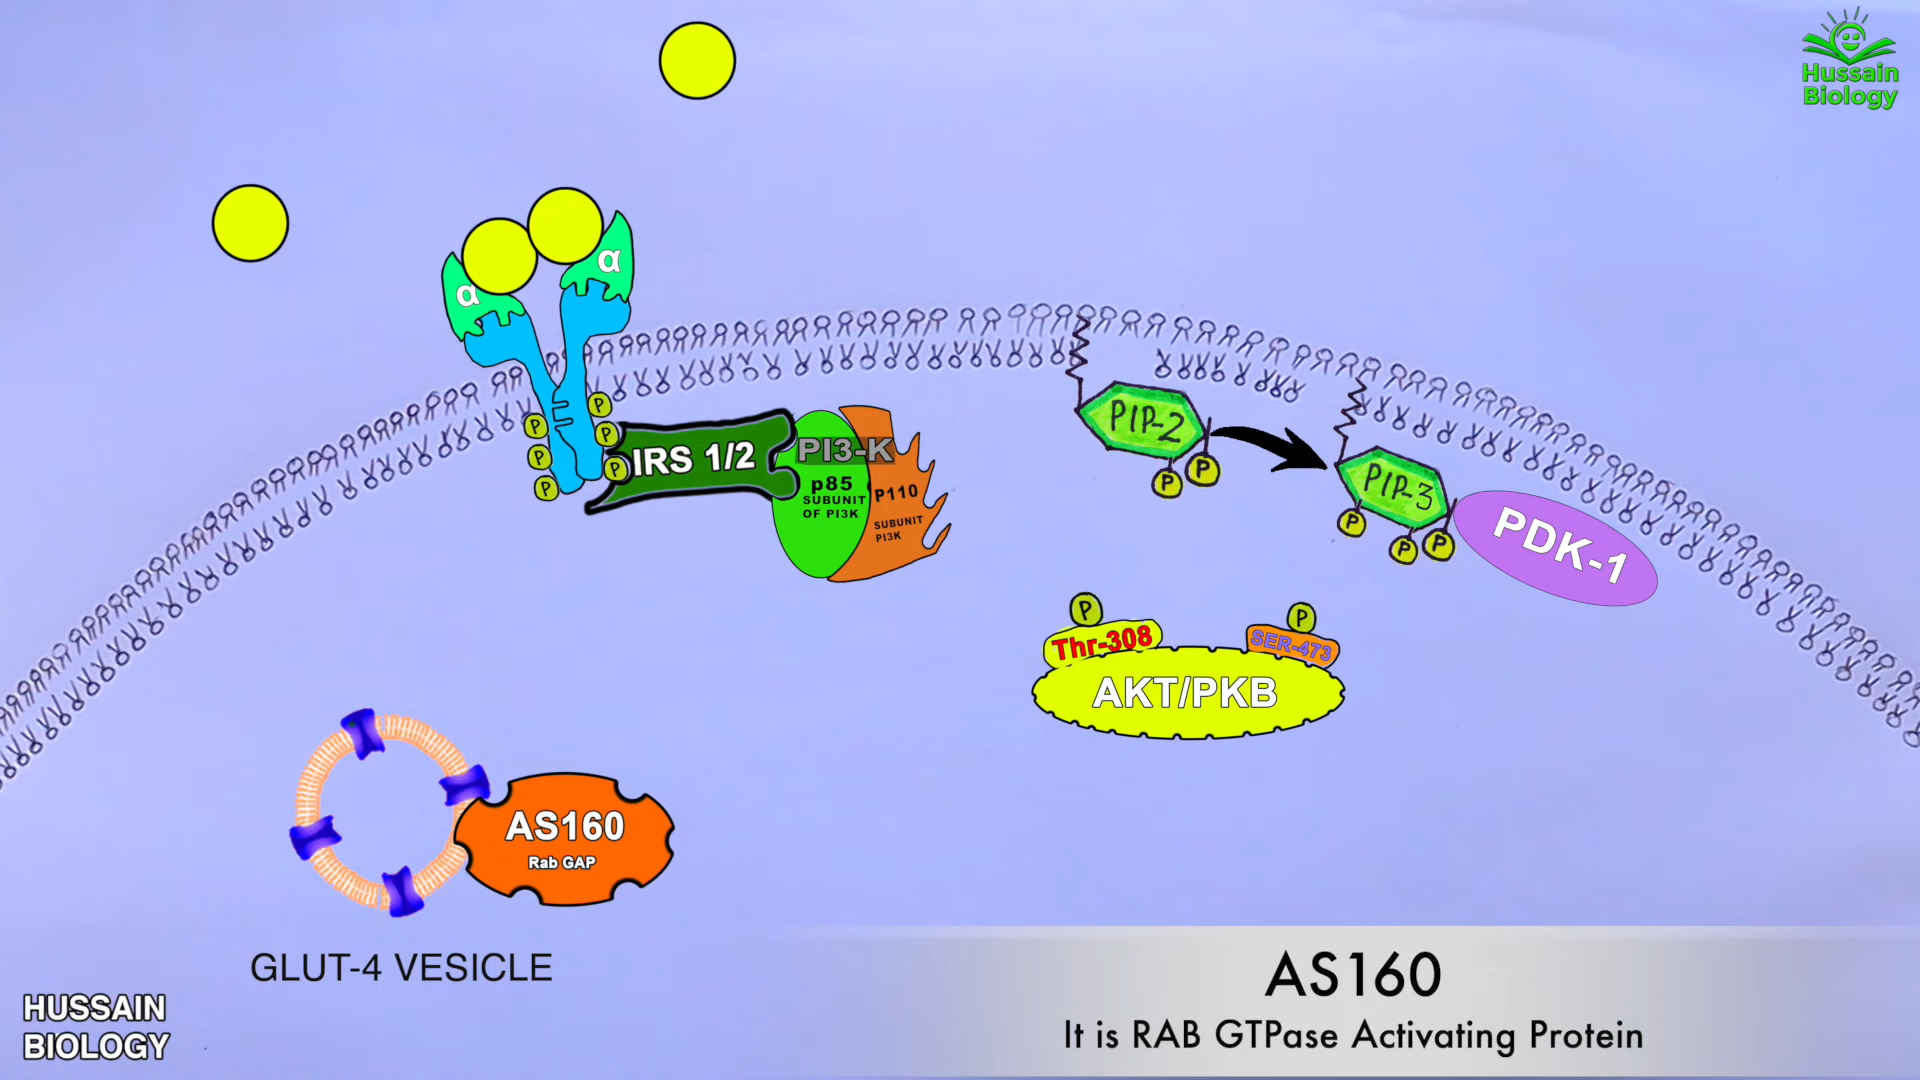 Hussain
Biology
α
α
P
P
P
P
P
P
IRS 1/2
PI3-K
p85
SUBUNIT
OF PI3K
P110
SUBUNIT
PI3K
PIP-2
P
P
PIP-3
P
P
P
PDK-1
P
Thr-308
P
SER-473
AKT/PKB
AS160
Rab GAP
GLUT-4 VESICLE
HUSSAIN
BIOLOGY
AS160
It is RAB GTPase Activating Protein